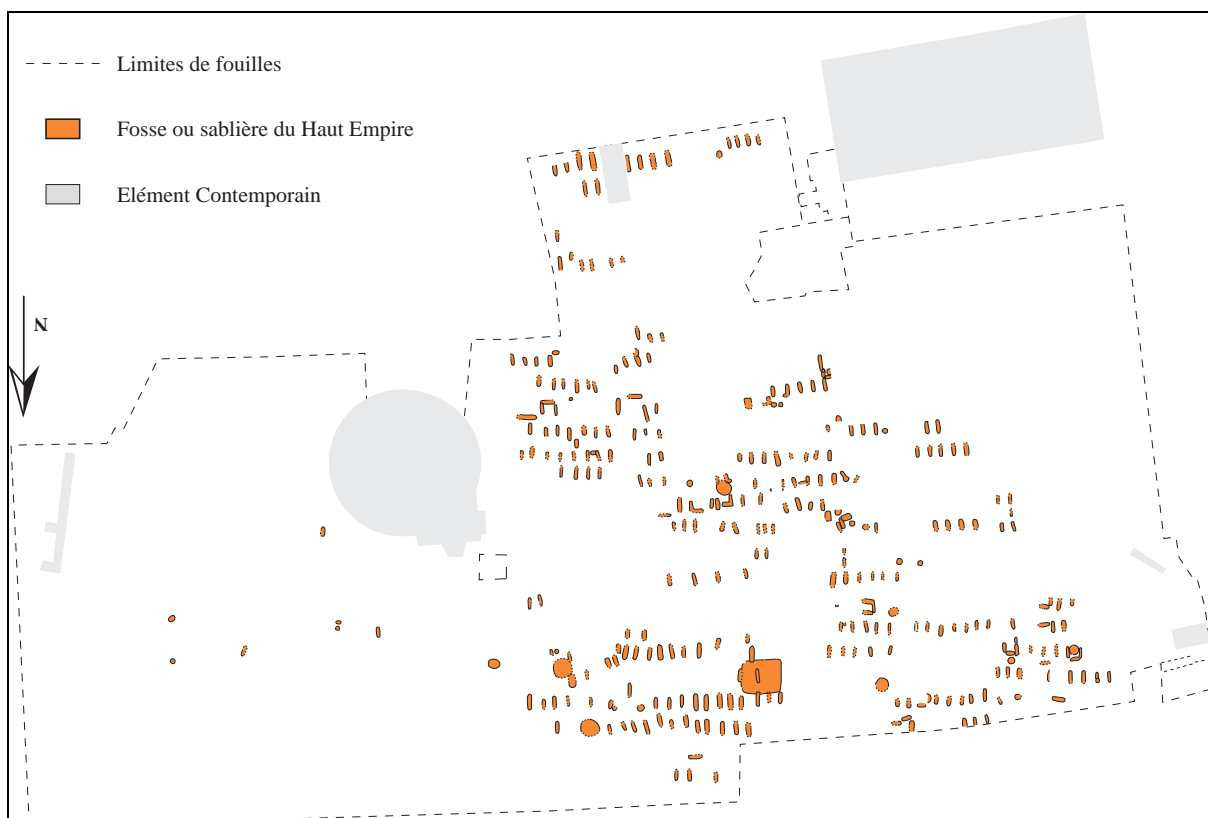 Limites de fouilles
Fosse ou sablière du Haut Empire
Elément Contemporain
N